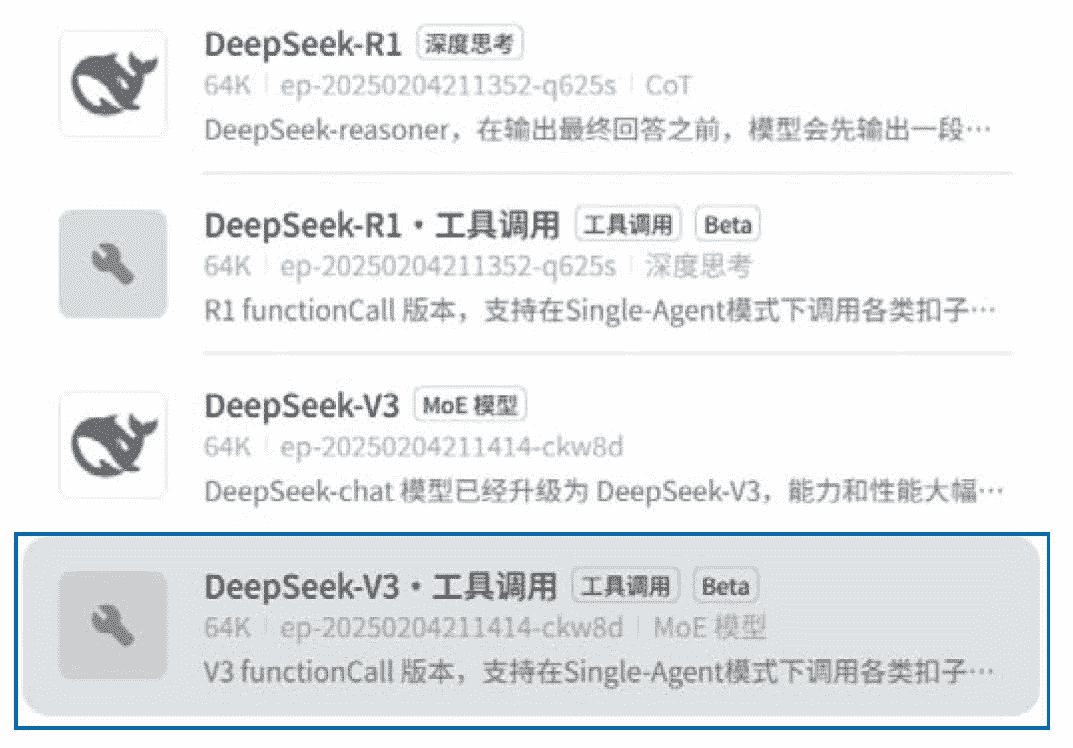 DeepSeek-R1 深度思考
64K | ep-20250204211352-q625s | CoT
DeepSeek-reasoner，在输出最终回答之前，模型会先输出一段…
DeepSeek-R1·工具调用 工具调用 Beta
64K | ep-20250204211352-q625s | 深度思考
R1 functionCall 版本，支持在Single-Agent模式下调用各类扣子…
DeepSeek-V3 MoE 模型
64K | ep-20250204211414-ckw8d
DeepSeek-chat 模型已经升级为 DeepSeek-V3，能力和性能大幅…
DeepSeek-V3·工具调用 工具调用 Beta
64K | ep-20250204211414-ckw8d | MoE 模型
V3 functionCall 版本，支持在Single-Agent模式下调用各类扣子…